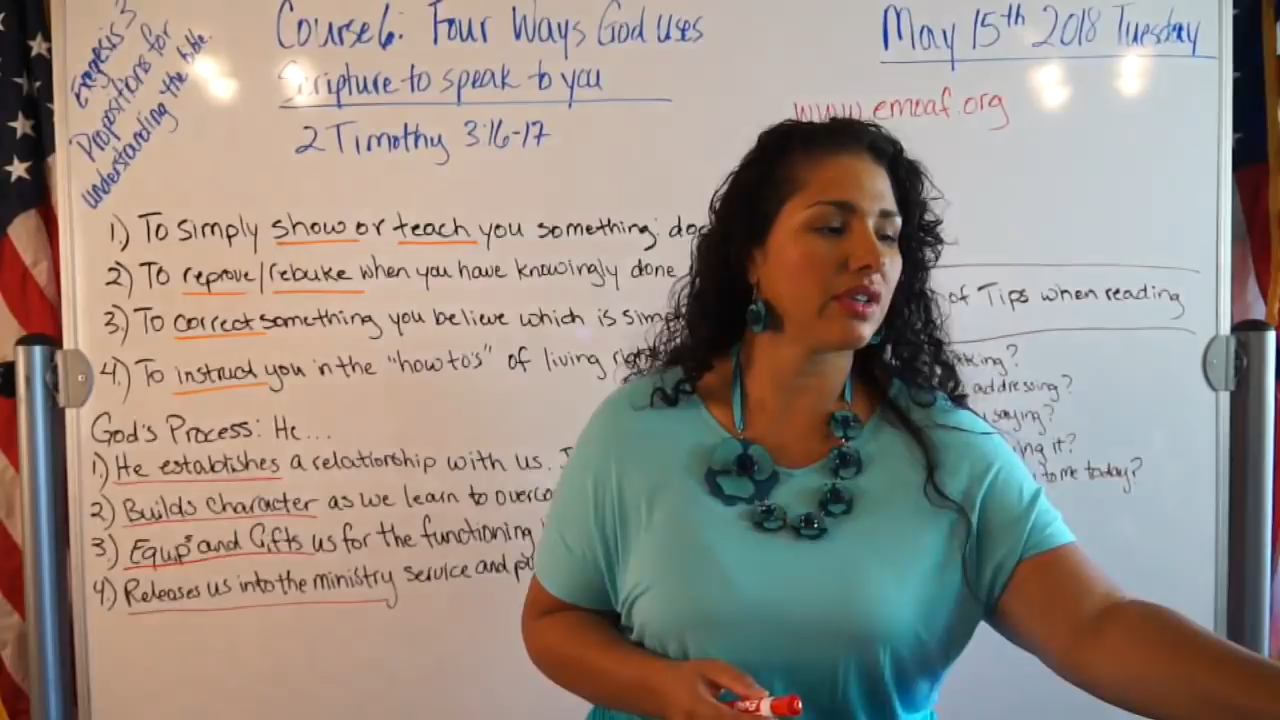 Exegesis 3
Propositions for
understanding the bible.
Course 6: Four Ways God uses
Scripture to speak to you
2 Timothy 3:16-17
May 15th 2018 Tuesday
www.emoaf.org
1.) To simply show or teach you something:
2) To reprove/rebuke when you have knowingly done
3.) To correct something you believe which is
4.) To instruct you in the "how to's" of living
God's Process: He...
1) He establishes a relationship with us.
2) Builds Character as we learn to
3.) Equips and Gifts us for the functioning
4.) Releases us into the ministry service and
of Tips when reading
addressing?
saying?
it?
to me today?